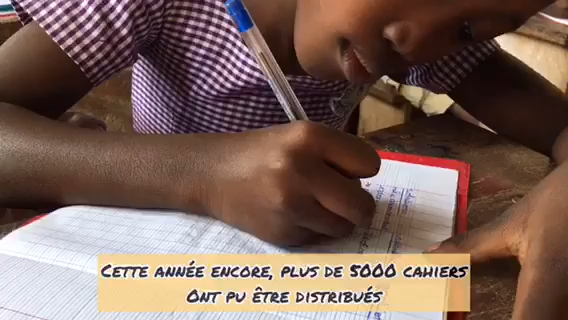 Cette année encore, plus de 5000 cahiers
Ont pu être distribués